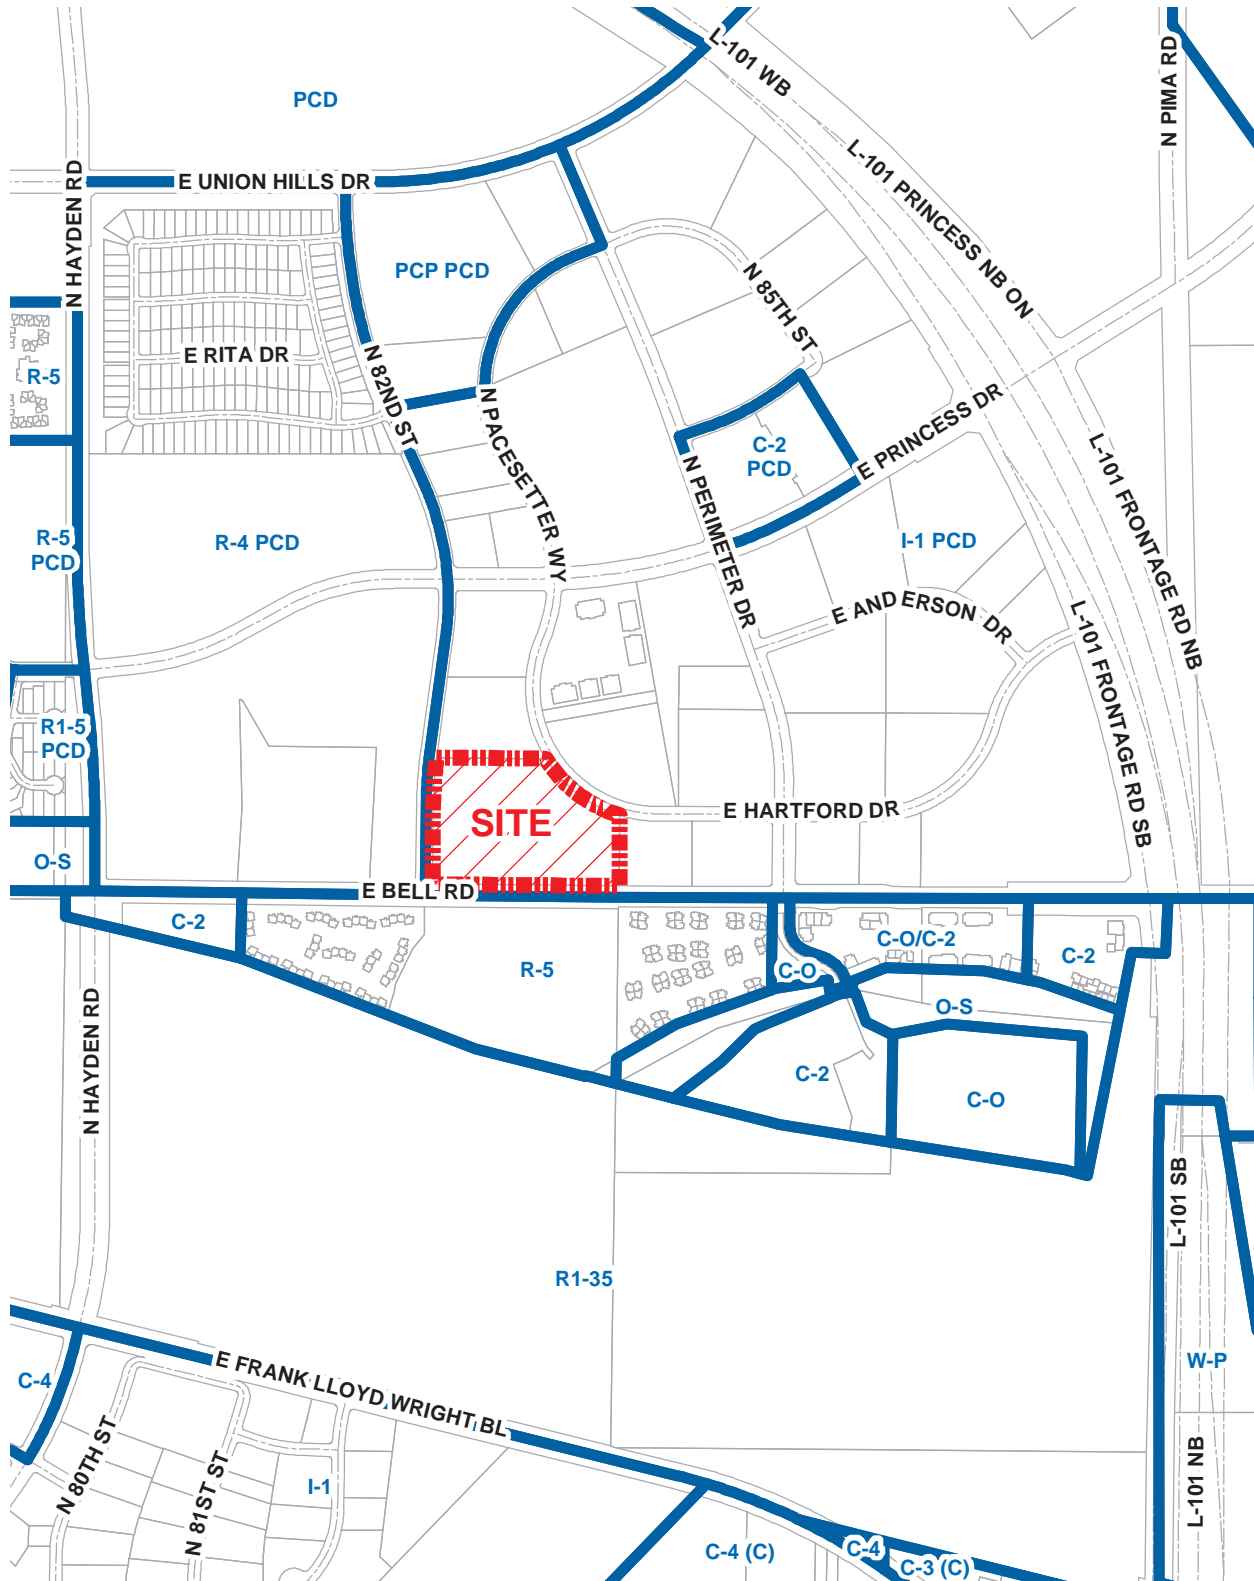 L-101 WB
N PIMA RD
PCD
L-101 PRINCESS NB ON
E UNION HILLS DR
N HAYDEN RD
PCP PCD
N 85TH ST
E RITA DR
R-5
N 82ND ST
N PACESETTER WY
E PRINCESS DR
C-2
PCD
L-101 FRONTAGE RD NB
N PERIMETER DR
R-5
PCD
R-4 PCD
I-1 PCD
E ANDERSON DR
L-101 FRONTAGE RD SB
R1-5
PCD
SITE
E HARTFORD DR
O-S
E BELL RD
C-2
R-5
C-O/C-2
C-O
C-2
O-S
N HAYDEN RD
C-2
C-O
L-101 SB
R1-35
W-P
C-4
E FRANK LLOYD WRIGHT BL
N 80TH ST
N 81ST ST
I-1
L-101 NB
C-4 (C)
C-4
C-3 (C)